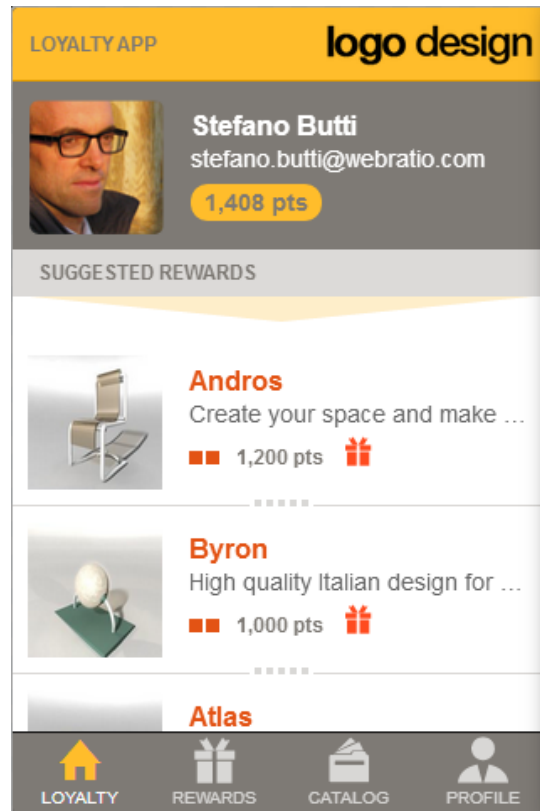 LOYALTY APP
logo design
Stefano Butti
stefano.butti@webratio.com
1,408 pts
SUGGESTED REWARDS
Andros
Create your space and make ...
1,200 pts
Byron
High quality Italian design for ...
1,000 pts
Atlas
LOYALTY
REWARDS
CATALOG
PROFILE